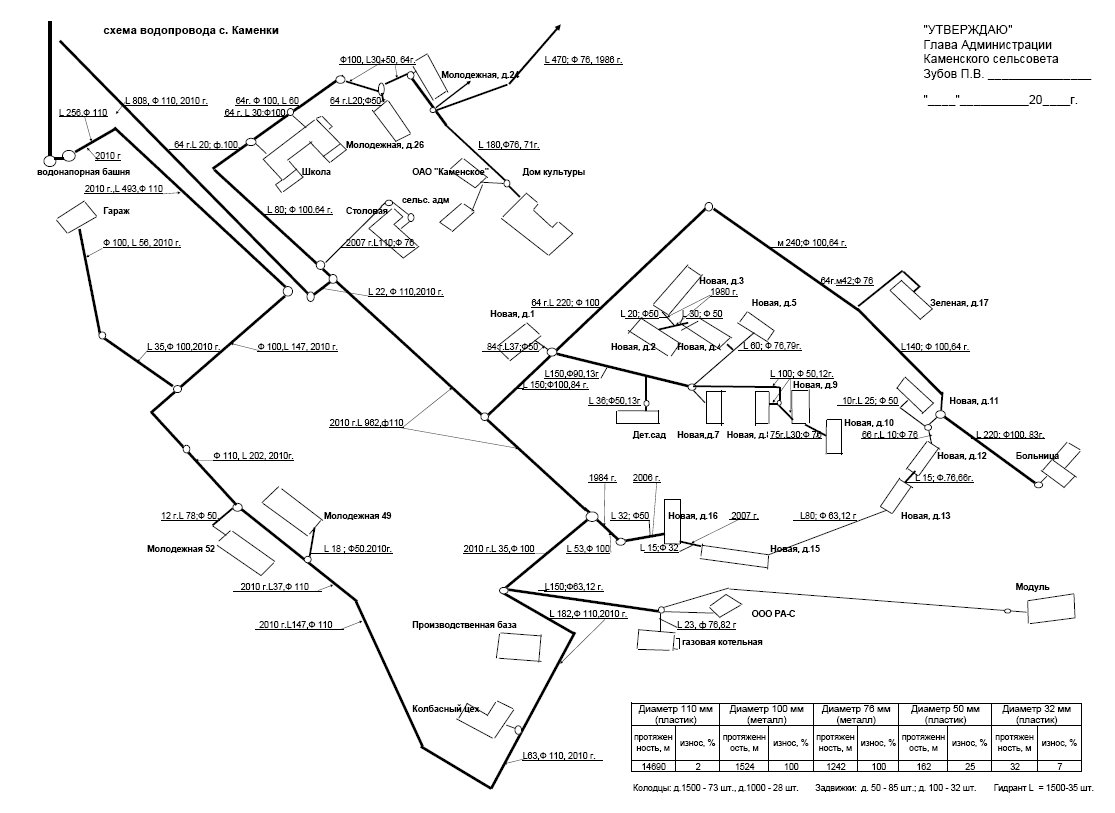 схема водопровода с. Каменки
"УТВЕРЖДАЮ"
Глава Администрации
Каменского сельсовета
Зубов П.В. _______________
"____"__________20____г.
Ф100, L30+50, 64г.
L 470; Ф 76, 1986 г.
Молодежная, д.24
L 808, Ф 110, 2010 г.
64г. Ф 100, L 60
64 г.L20;Ф50
L 256,Ф 110
64 г. L 30;Ф100
64 г.L 20; ф.100
Молодежная, д.26
L 180,Ф76, 71г.
2010 г
водонапорная башня
Школа
ОАО "Каменское"
Дом культуры
2010 г.,L 493,Ф 110
сельс. адм
Гараж
L 80; Ф 100.64 г.
Столовая
Ф 100, L 56, 2010 г.
2007 г.L110;Ф 76
м 240;Ф 100,64 г.
64г.м42;Ф 76
Новая, д.3
L 22, Ф 110,2010 г.
1980 г.
Новая, д.5
Зеленая, д.17
64 г.L 220; Ф 100
Новая, д.1
L 20; Ф50
L 30; Ф 50
L 35,Ф 100,2010 г.
Ф 100,L 147, 2010 г.
84 г.L37;Ф50
Новая, д.2
L 60; Ф 76,79г.
L140; Ф 100,64 г.
L150,Ф90,13г
L 150;Ф100,84 г.
L 100; Ф 50,12г.
Новая, д.9
L 36;Ф50,13г
10г.L 25; Ф 50
Новая, д.11
2010 г.L 962,ф110
Дет.сад
Новая,д.7
75г.L30;Ф 76
Новая, д.10
66 г.L 10;Ф 76
L 220; Ф100, 83г.
Ф 110, L 202, 2010г.
Новая, д.12
Больница
1984 г.
2006 г.
L 15; Ф.76,66г.
12 г.L 78;Ф 50
Молодежная 49
L 32; Ф50
Новая, д.16
2007 г.
L80; Ф 63,12 г
Новая, д.13
Молодежная 52
L 18 ; Ф50,2010г.
2010 г.L 35,Ф 100
L 53,Ф 100
L 15;Ф 32
Новая, д.15
2010 г.L37,Ф 110
L150;Ф63,12 г.
Модуль
2010 г.L147,Ф 110
Производственная база
L 182,Ф 110,2010 г.
L 23, ф 76,82 г
ООО РА-С
газовая котельная
Колбасный цех
L63,Ф 110, 2010 г.
Диаметр 110 мм (пластик) Диаметр 100 мм (металл) Диаметр 76 мм (металл) Диаметр 50 мм (пластик) Диаметр 32 мм (пластик)
протяжен ность, м износ, % протяженн ость, м износ, % протяжен ность, м износ, % протяженн ость, м износ, % протяжен ность, м износ, %
14690 2 1524 100 1242 100 162 25 32 7
Колодцы: д.1500 - 73 шт., д.1000 - 28 шт. Задвижки: д. 50 - 85 шт.; д. 100 - 32 шт. Гидрант L = 1500-35 шт.